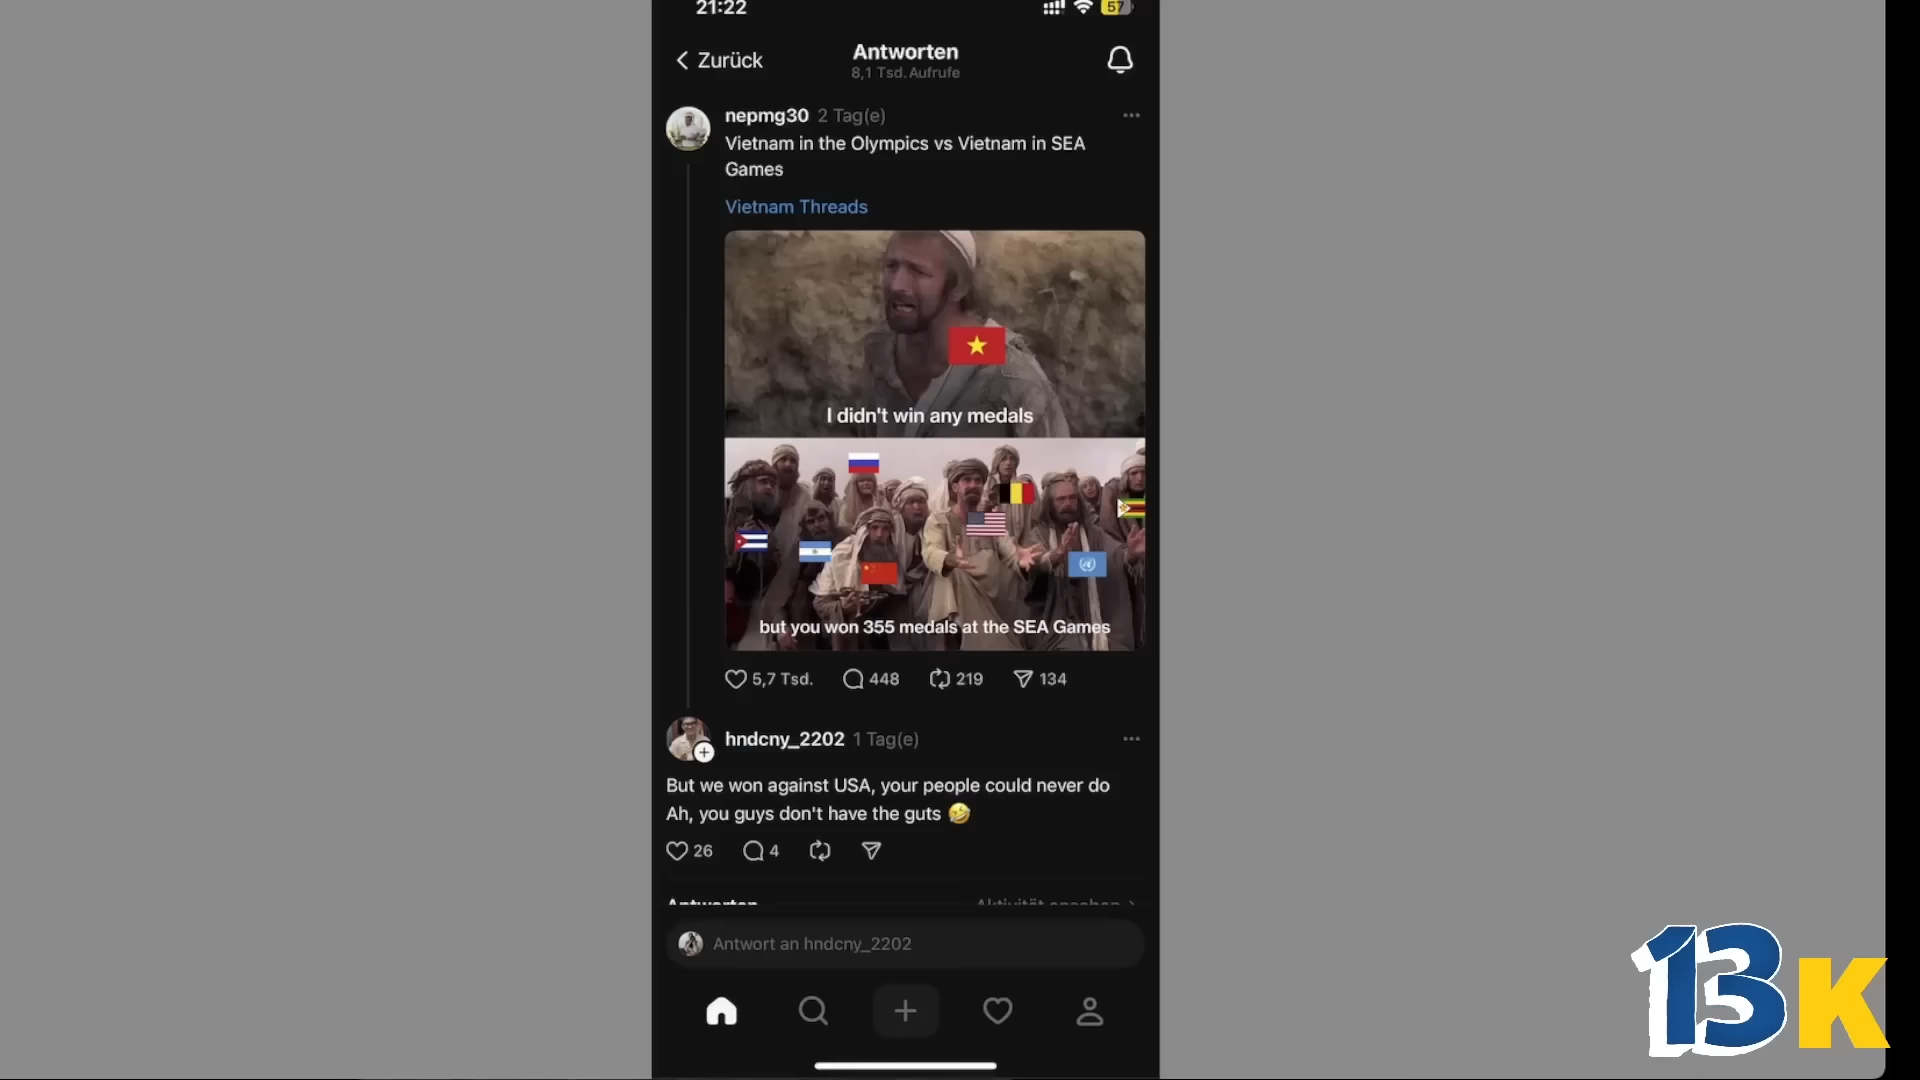 21:22
57
Zurück
Antworten
8,1 Tsd. Aufrufe
nepmg30 2 Tag(e)
Vietnam in the Olympics vs Vietnam in SEA
Games
Vietnam Threads
I didn't win any medals
but you won 355 medals at the SEA Games
5,7 Tsd. 448 219 134
hndcny_2202 1 Tag(e)
But we won against USA, your people could never do
Ah, you guys don't have the guts 🤣
26 4
Antworten Aktivität ansehen
Antwort an hndcny_2202
13K